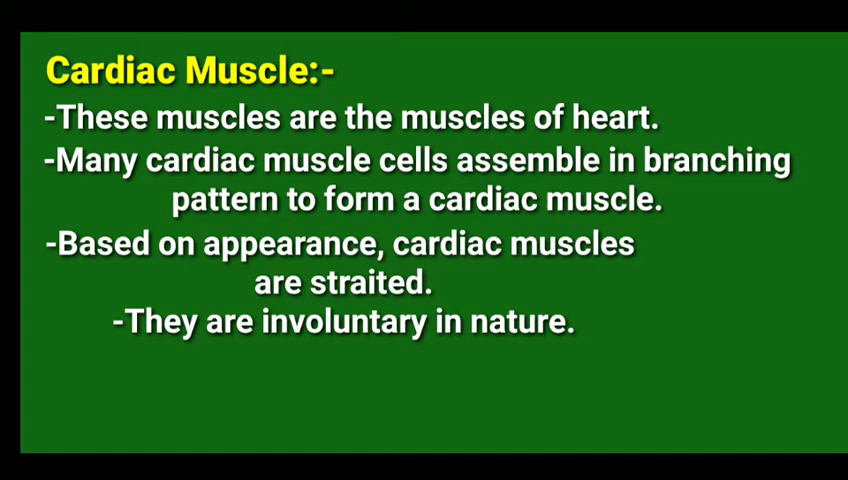 Cardiac Muscle:-
-These muscles are the muscles of heart.
-Many cardiac muscle cells assemble in branching
pattern to form a cardiac muscle.
-Based on appearance, cardiac muscles
are straited.
-They are involuntary in nature.